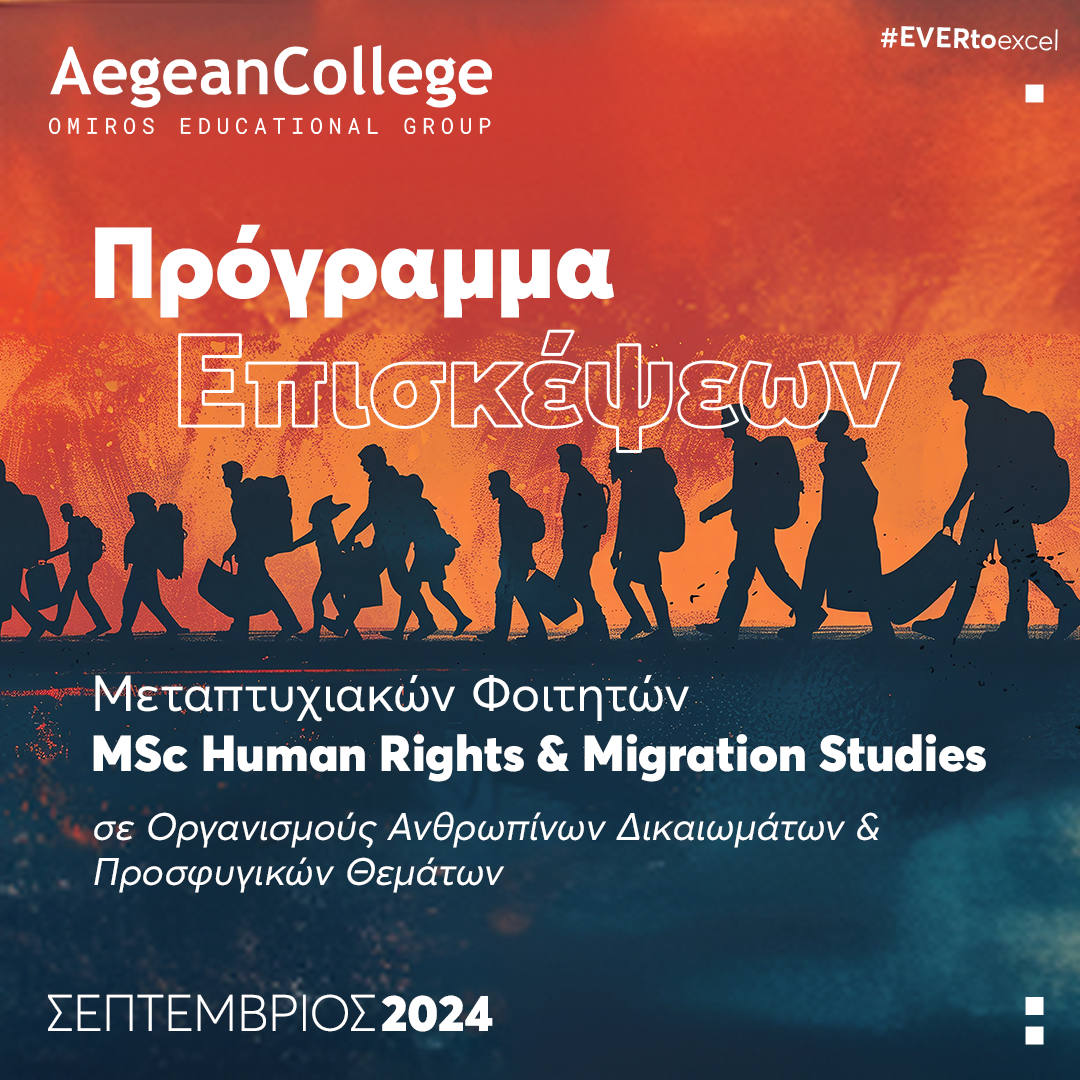 AegeanCollege
OMIROS EDUCATIONAL GROUP
#EVERtoexcel
Πρόγραμμα
Επισκέψεων
Μεταπτυχιακών Φοιτητών
MSc Human Rights & Migration Studies
σε Οργανισμούς Ανθρωπίνων Δικαιωμάτων &
Προσφυγικών Θεμάτων
ΣΕΠΤΕΜΒΡΙΟΣ 2024